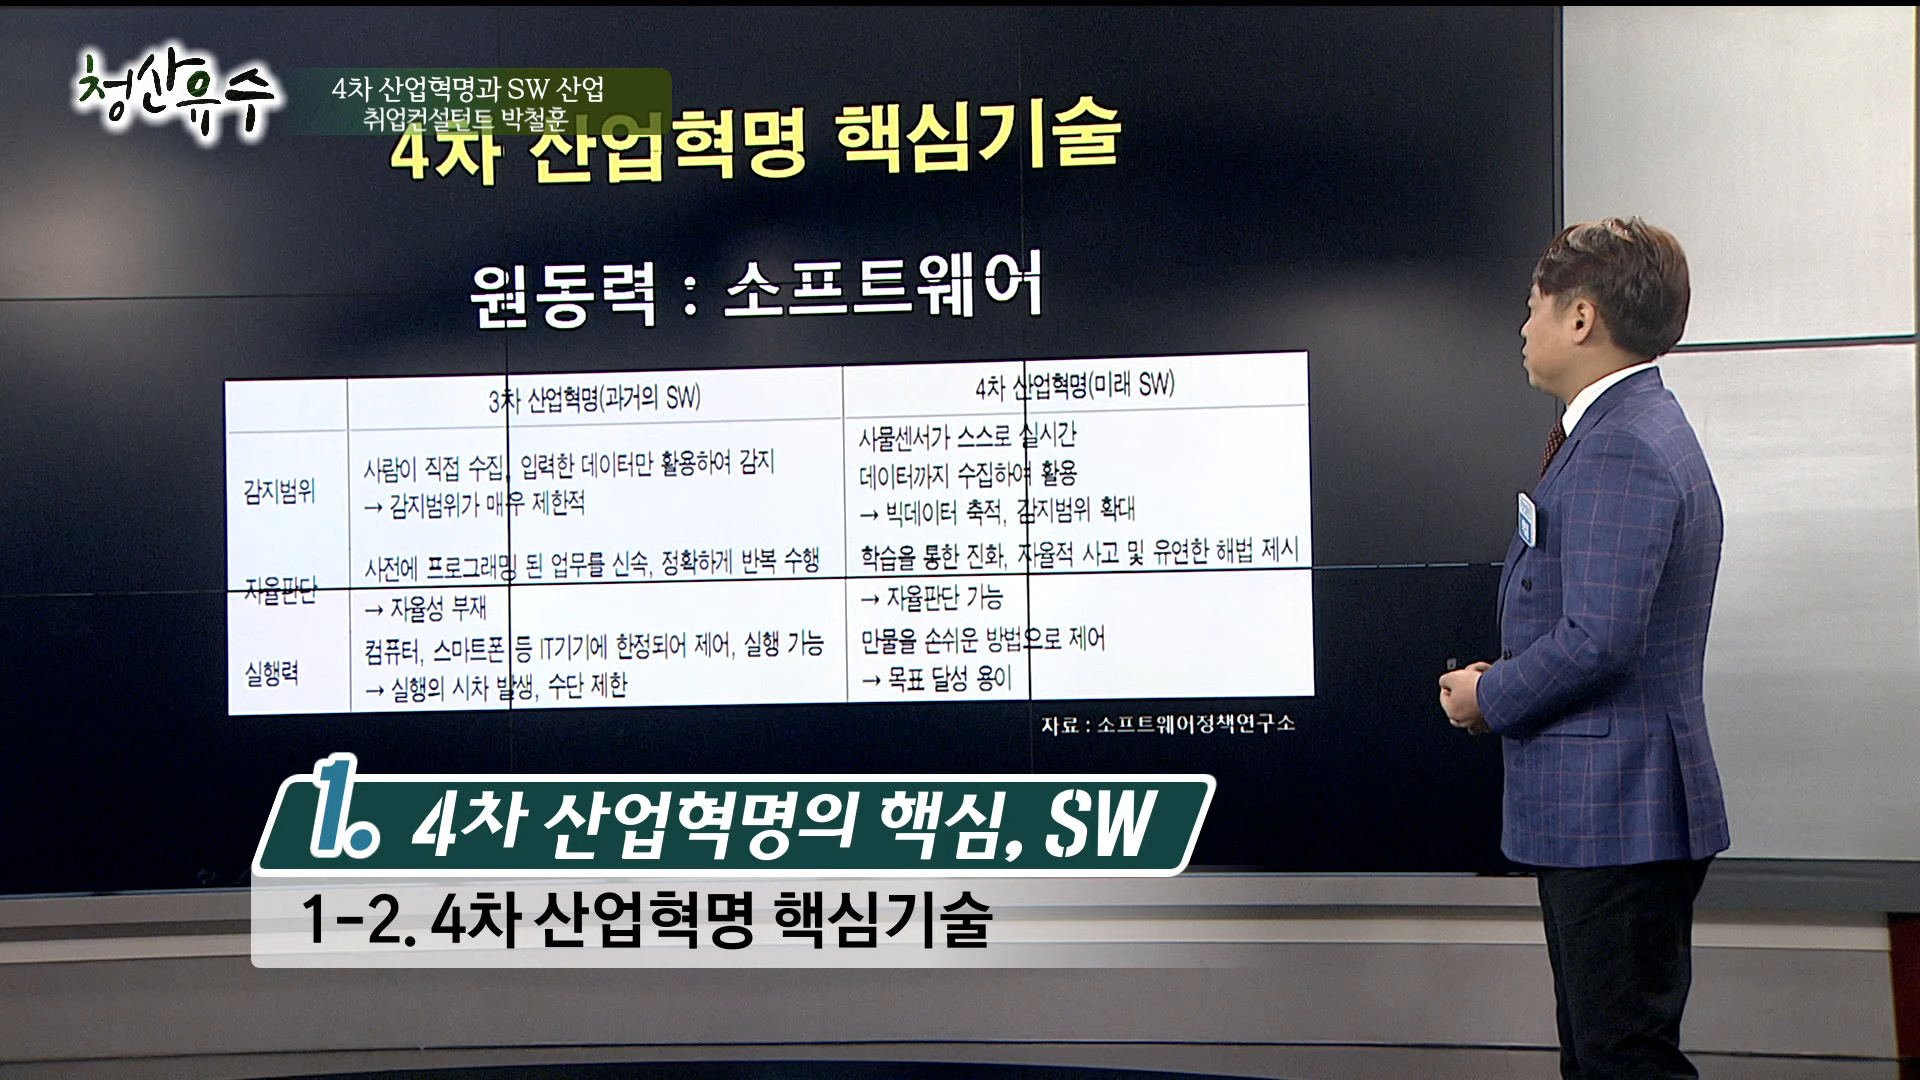 청산유수
4차 산업혁명과 SW 산업
취업컨설턴트 박철훈
4차 산업혁명 핵심기술
원동력 : 소프트웨어
3차 산업혁명(과거의 SW)
4차 산업혁명(미래 SW)
감지범위
사람이 직접 수집, 입력한 데이터만 활용하여 감지
→ 감지범위가 매우 제한적
사물센서가 스스로 실시간
데이터까지 수집하여 활용
→ 빅데이터 축적, 감지범위 확대
자율판단
사전에 프로그래밍 된 업무를 신속, 정확하게 반복 수행
→ 자율성 부재
학습을 통한 진화, 자율적 사고 및 유연한 해법 제시
→ 자율판단 가능
실행력
컴퓨터, 스마트폰 등 IT기기에 한정되어 제어, 실행 가능
→ 실행의 시차 발생, 수단 제한
만물을 손쉬운 방법으로 제어
→ 목표 달성 용이
자료 : 소프트웨어정책연구소
1. 4차 산업혁명의 핵심, SW
1-2. 4차 산업혁명 핵심기술